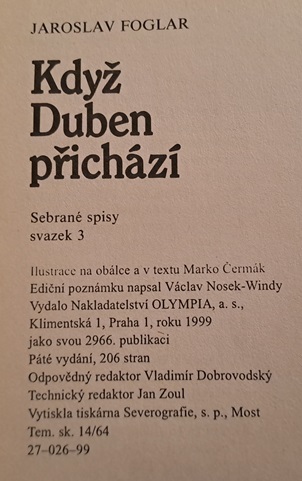 JAROSLAV FOGLAR
Když
Duben
přichází
Sebrané spisy
svazek 3
Ilustrace na obálce a v textu Marko Čermák
Ediční poznámku napsal Václav Nosek-Windy
Vydalo Nakladatelství OLYMPIA, a. s.,
Klimentská 1, Praha 1, roku 1999
jako svou 2966. publikaci
Páté vydání, 206 stran
Odpovědný redaktor Vladimír Dobrovodský
Technický redaktor Jan Zoul
Vytiskla tiskárna Severografie, s. p., Most
Tem. sk. 14/64
27-026-99